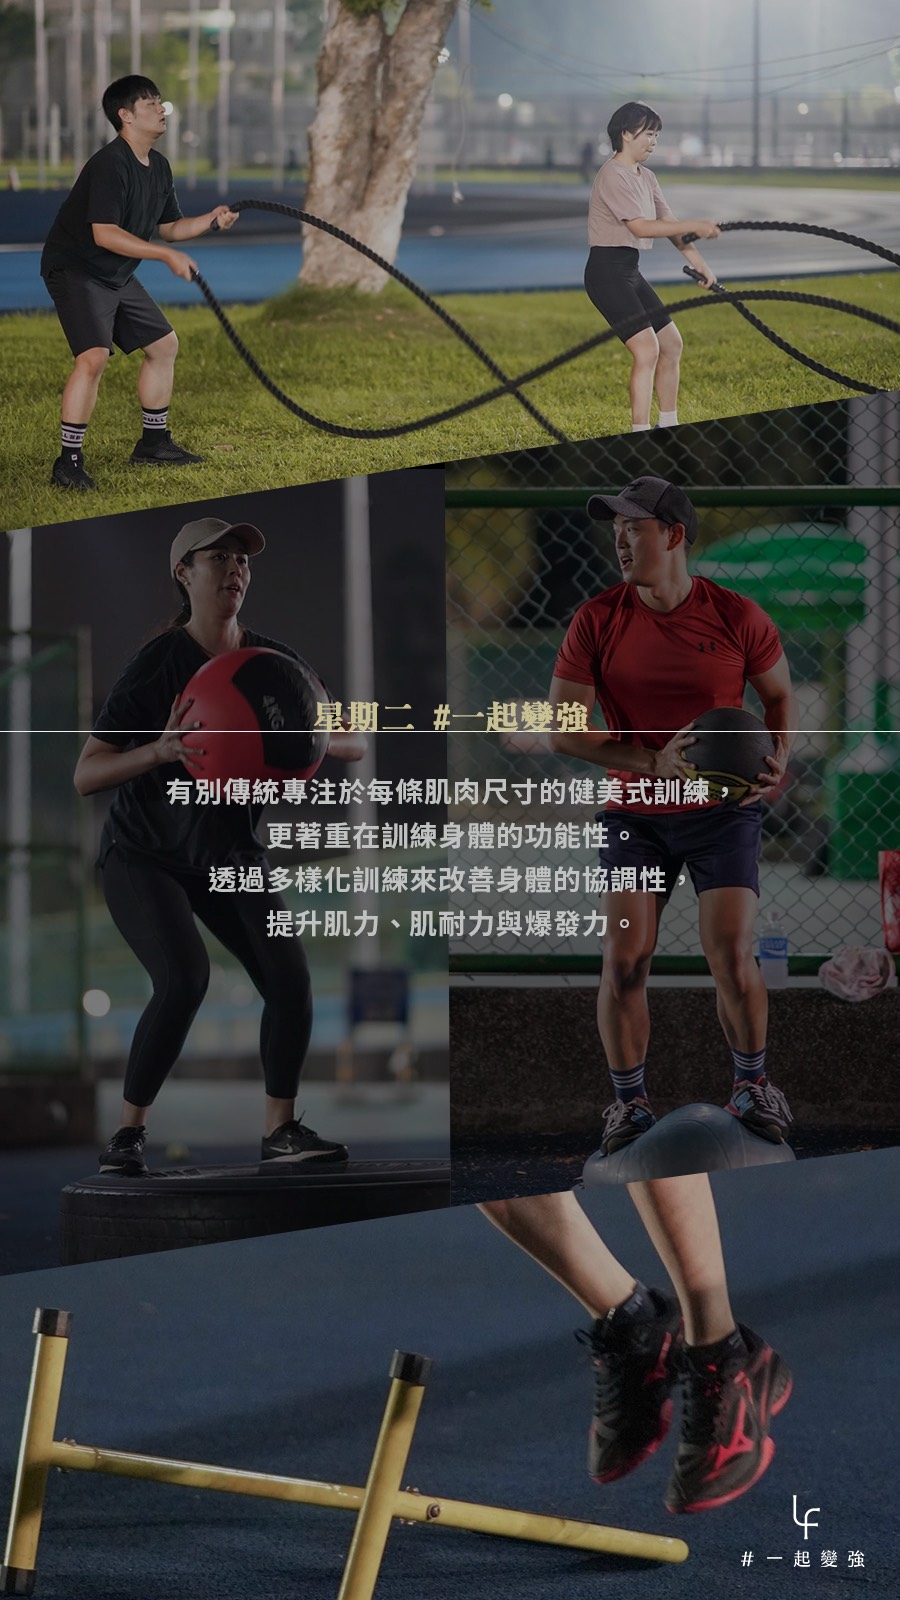 星期二 #一起變強
有別傳統專注於每條肌肉尺寸的健美式訓練，
更著重在訓練身體的功能性。
透過多樣化訓練來改善身體的協調性，
提升肌力、肌耐力與爆發力。
LF
#一起變強